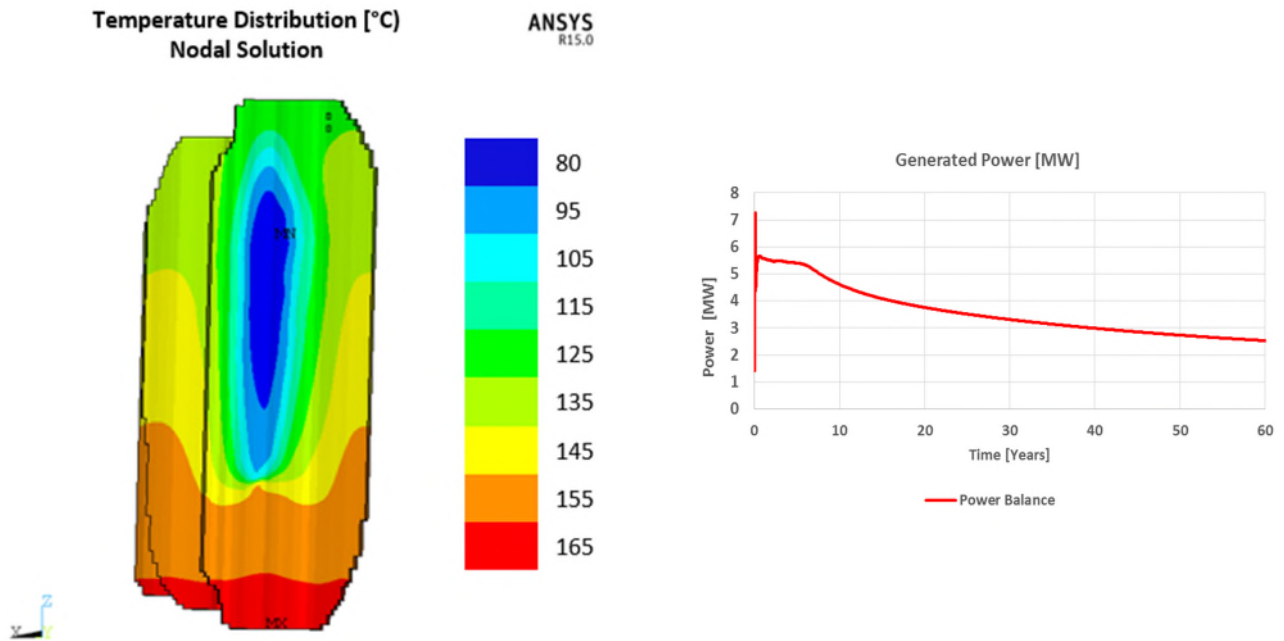 Temperature Distribution [°C)
Nodal Solution
ANSYS
R15.0
MN
MX
Z
X
Y
80
95
105
115
125
135
145
155
165
Generated Power [MW]
Power [MW]
8
7
6
5
4
3
2
1
0
0 10 20 30 40 50 60
Time [Years]
Power Balance